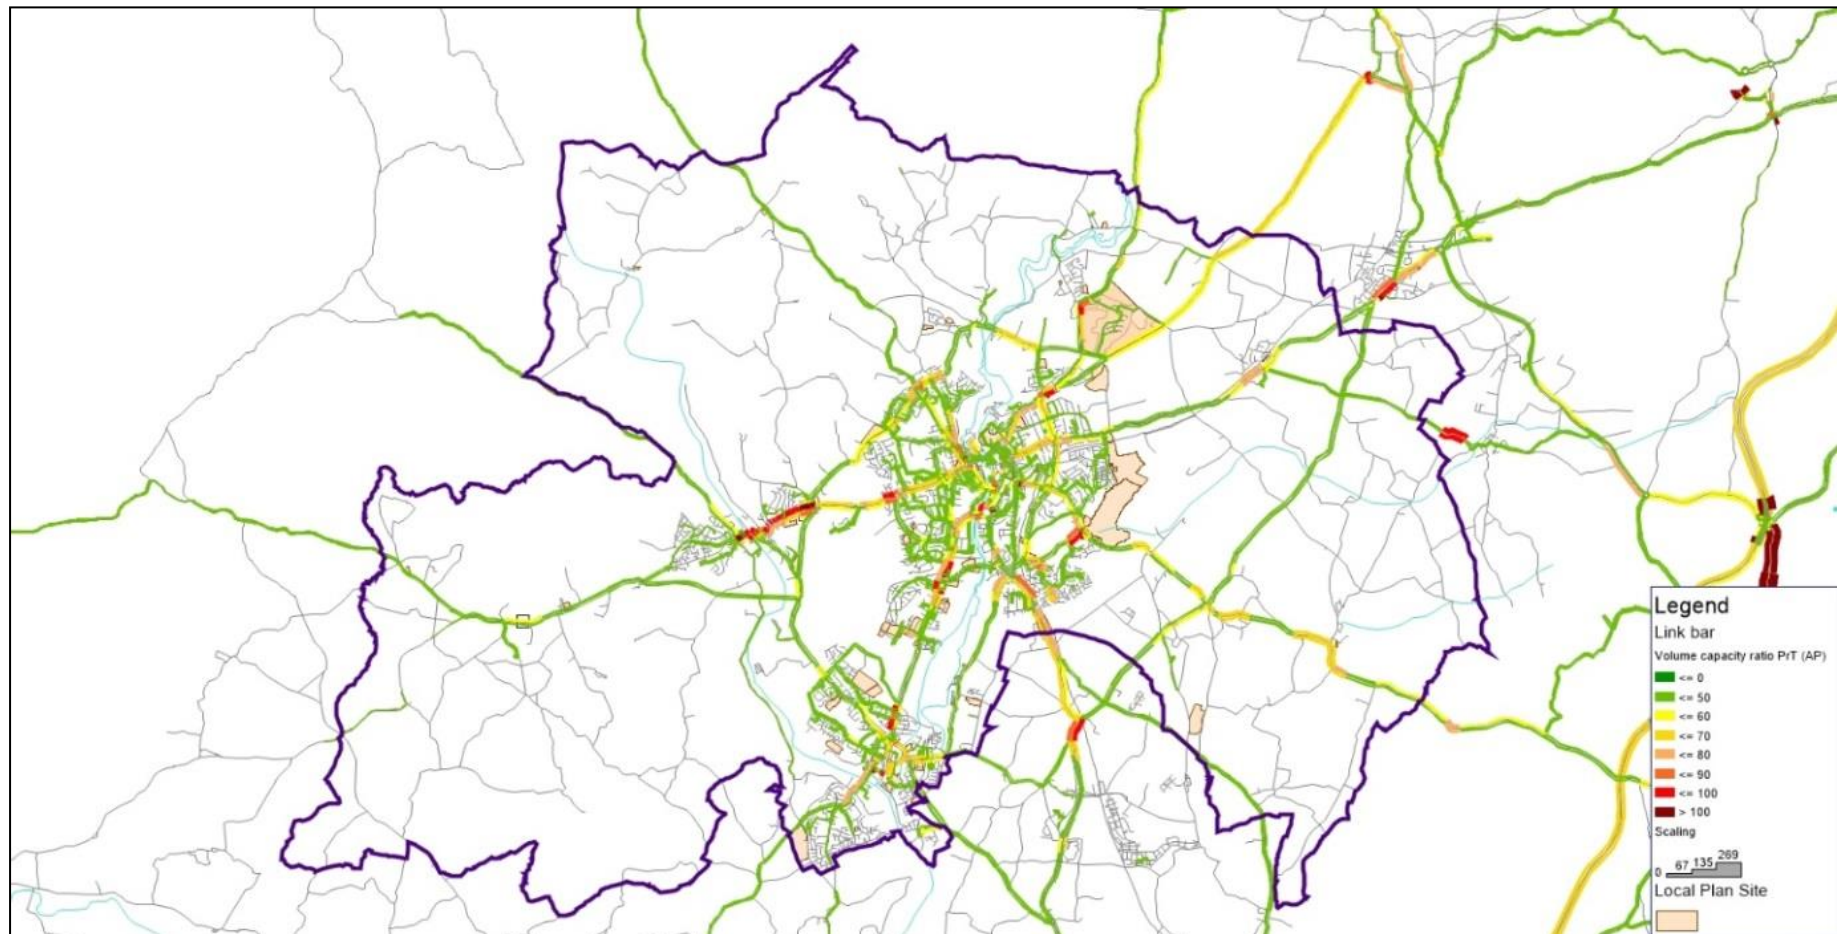 Legend
Link bar
Volume capacity ratio PrT (AP)
<= 0
<= 50
<= 60
<= 70
<= 80
<= 90
<= 100
> 100
Scaling
0 67 135 269
Local Plan Site